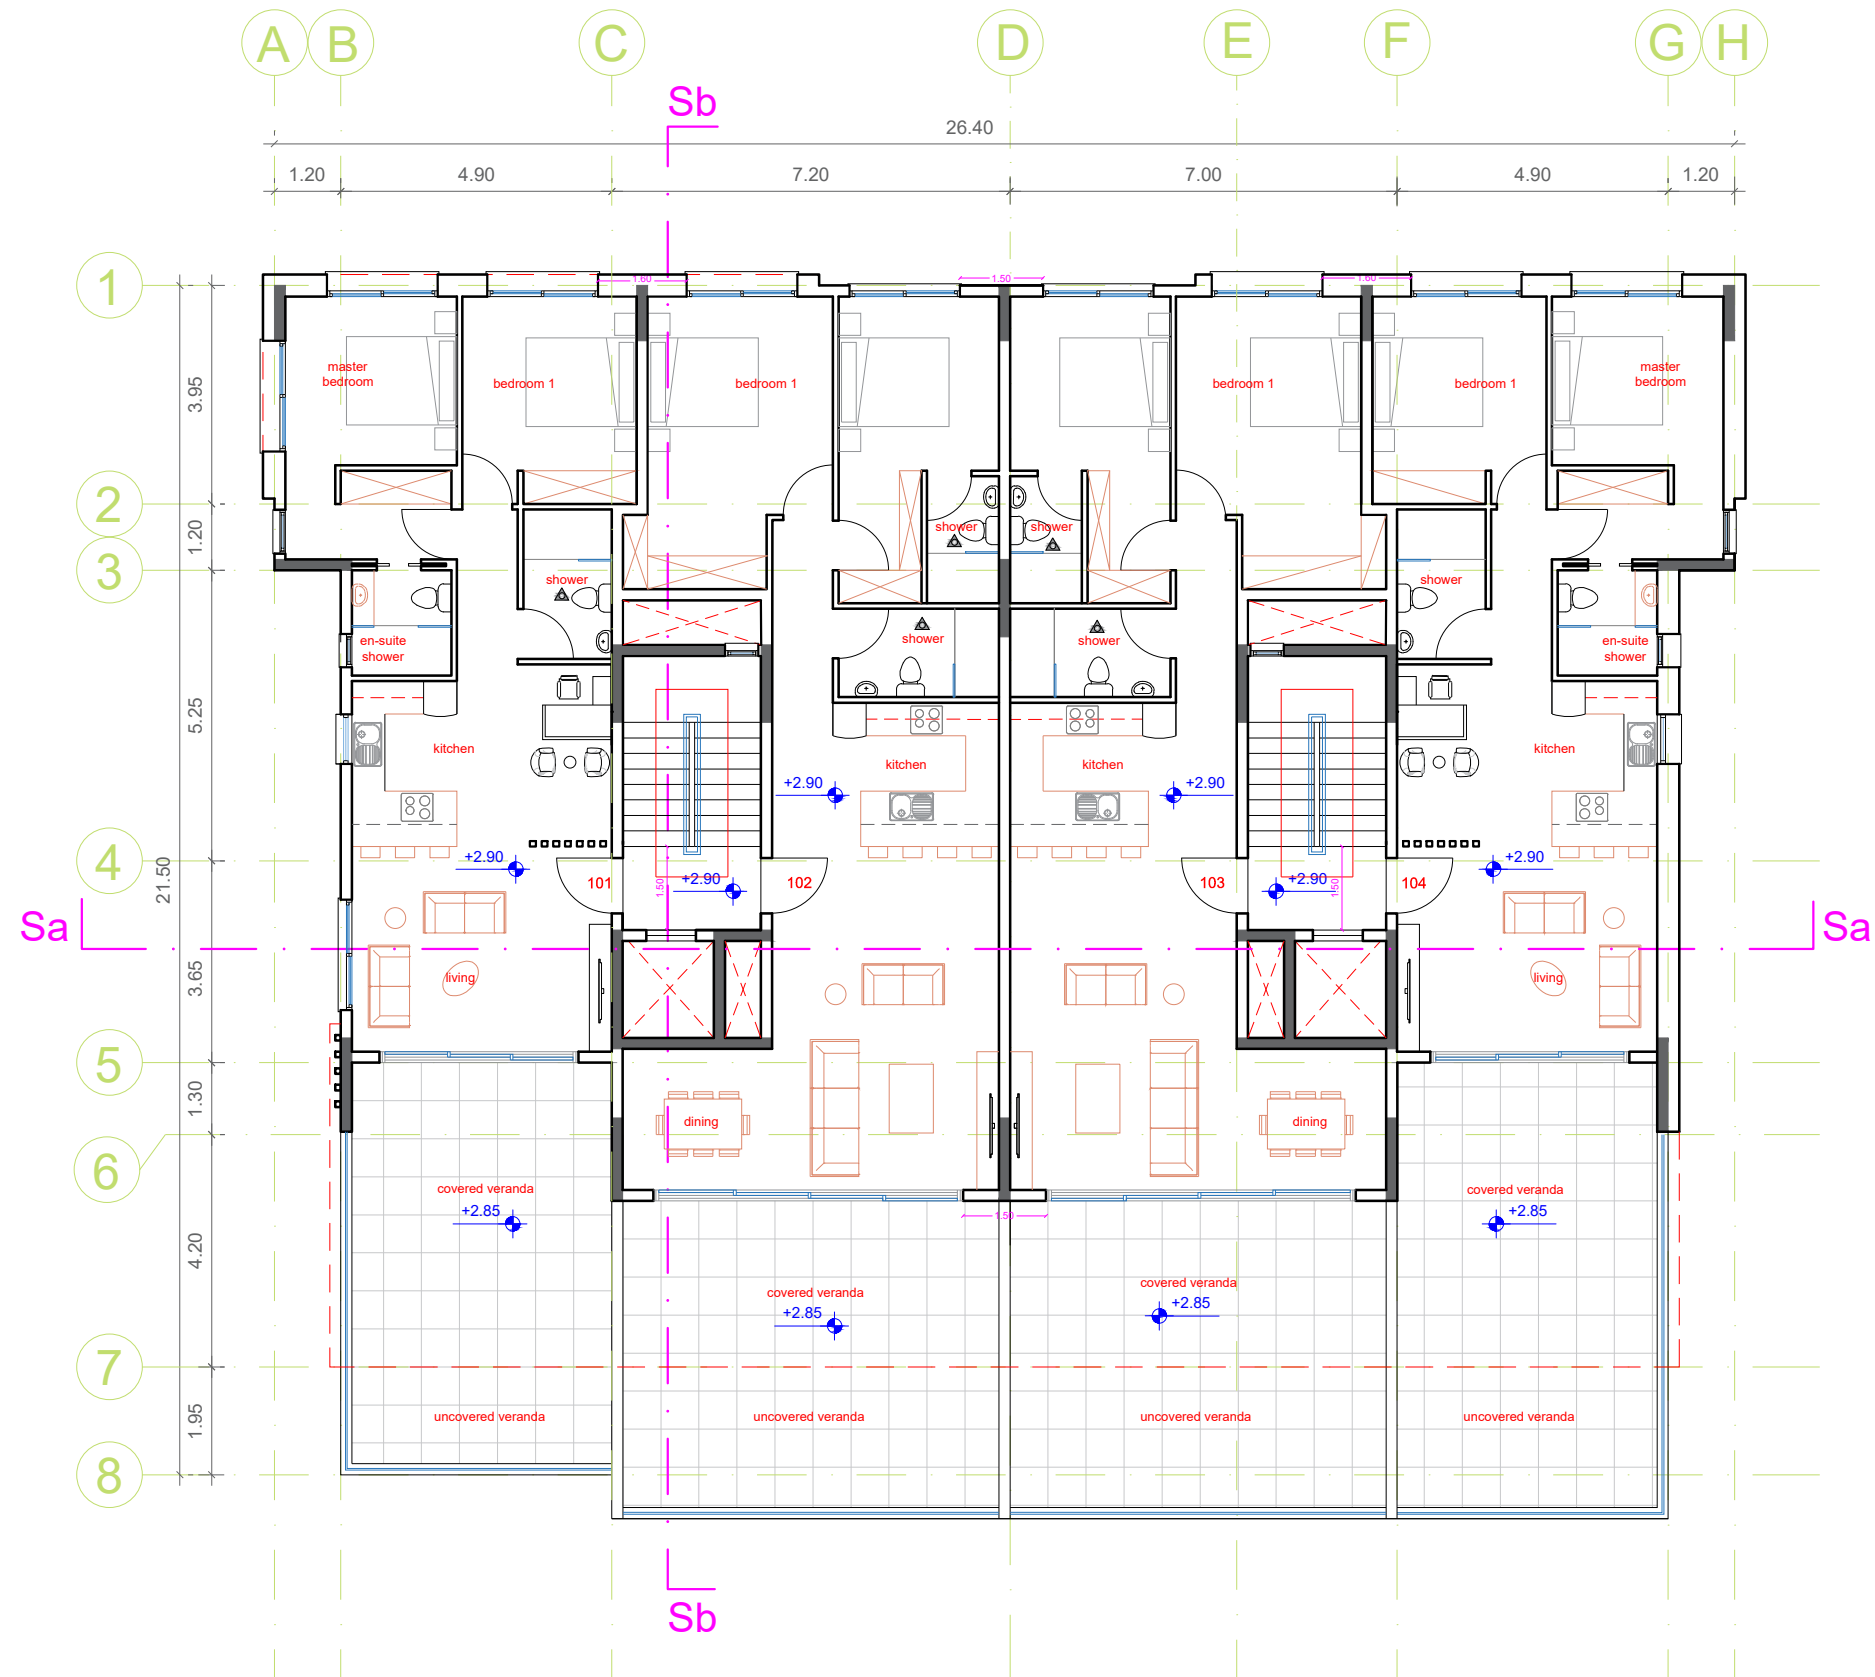 A B C D E F G H
Sb
26.40
1.20 4.90 7.20 7.00 4.90 1.20
1
1.60 1.50 1.60
master
bedroom
bedroom 1
bedroom 1
bedroom 1
bedroom 1
master
bedroom
3.95
2
1.20
shower shower
3
shower
shower
en-suite
shower
shower
shower
en-suite
shower
5.25
kitchen
kitchen
kitchen
kitchen
+2.90
+2.90
4
21.50
+2.90
101
1.50
+2.90
102
103
+2.90
1.50
104
+2.90
Sa
Sa
3.65
living
living
5
1.30
dining
dining
6
covered veranda
+2.85
covered veranda
+2.85
1.50
4.20
covered veranda
+2.85
covered veranda
+2.85
7
1.95
uncovered veranda
uncovered veranda
uncovered veranda
uncovered veranda
8
Sb